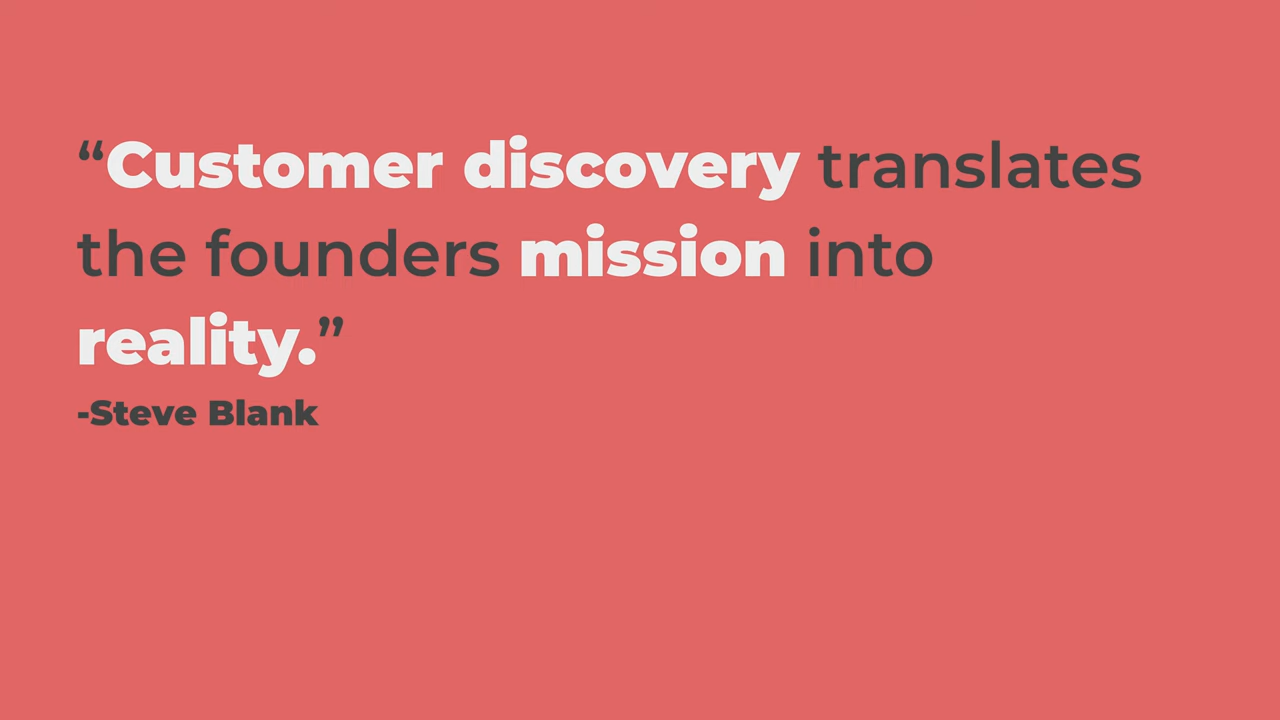 “Customer discovery translates
the founders mission into
reality.”
-Steve Blank